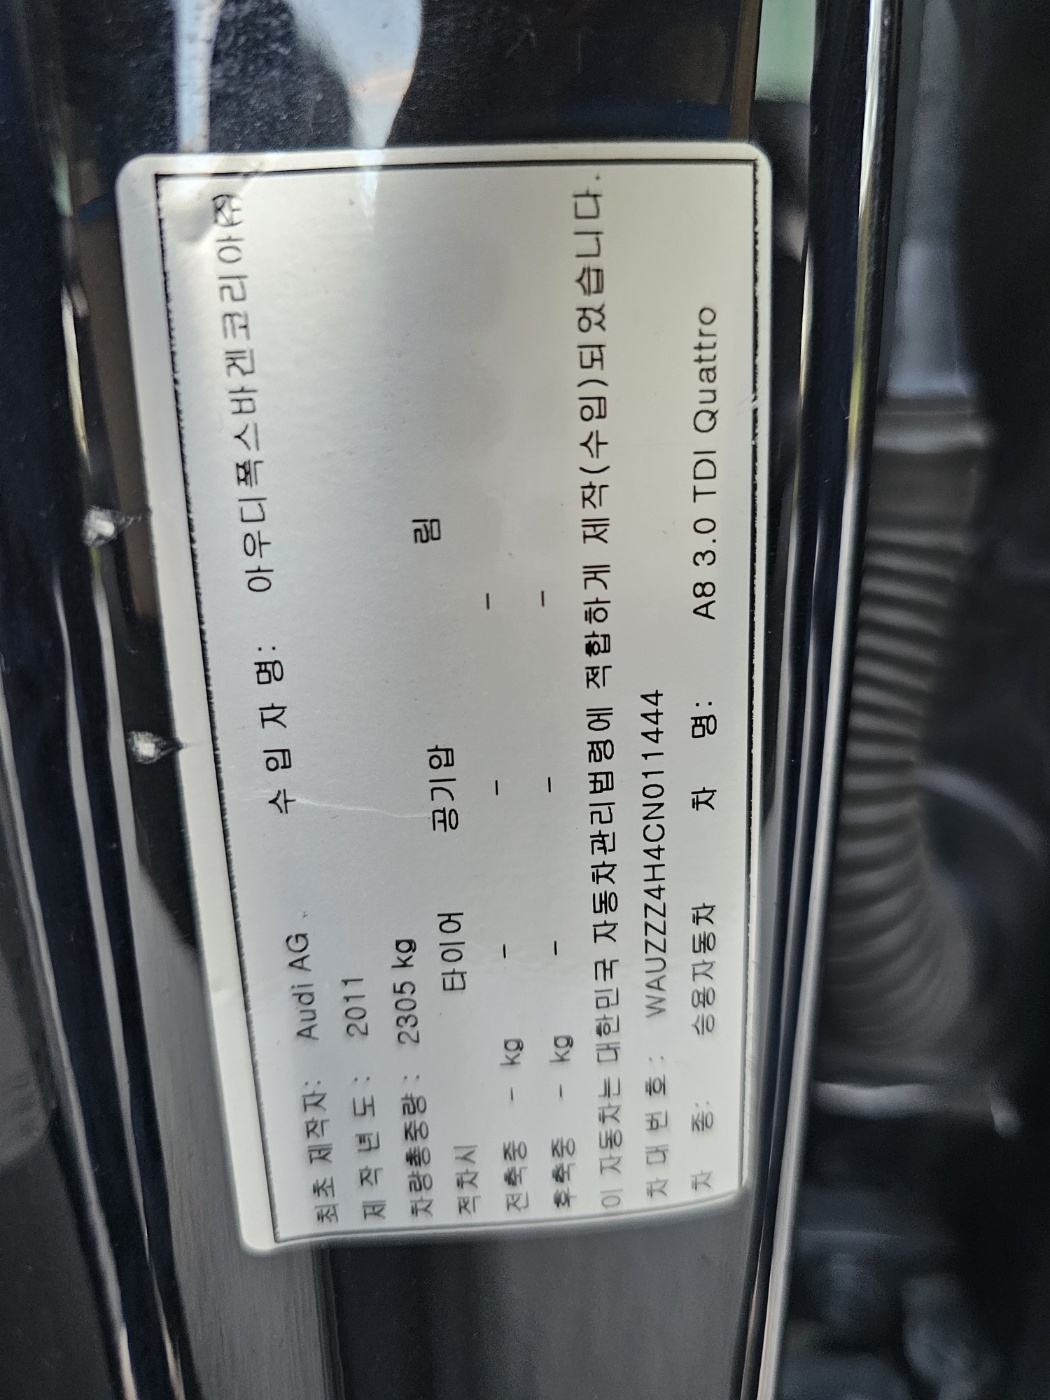 최초 제작자: Audi AG 수 입 자 명: 아우디폭스바겐코리아㈜
제 작 년 도 : 2011
차량총중량 : 2305 kg
적차시 타이어 공기압 림
전축중 - kg - - -
후축중 - kg - - -
이 자동차는 대한민국 자동차관리법령에 적합하게 제작(수입)되었습니다.
차 대 번 호 : WAUZZZ4H4CN011444
차 종: 승용자동차 차 명: A8 3.0 TDI Quattro